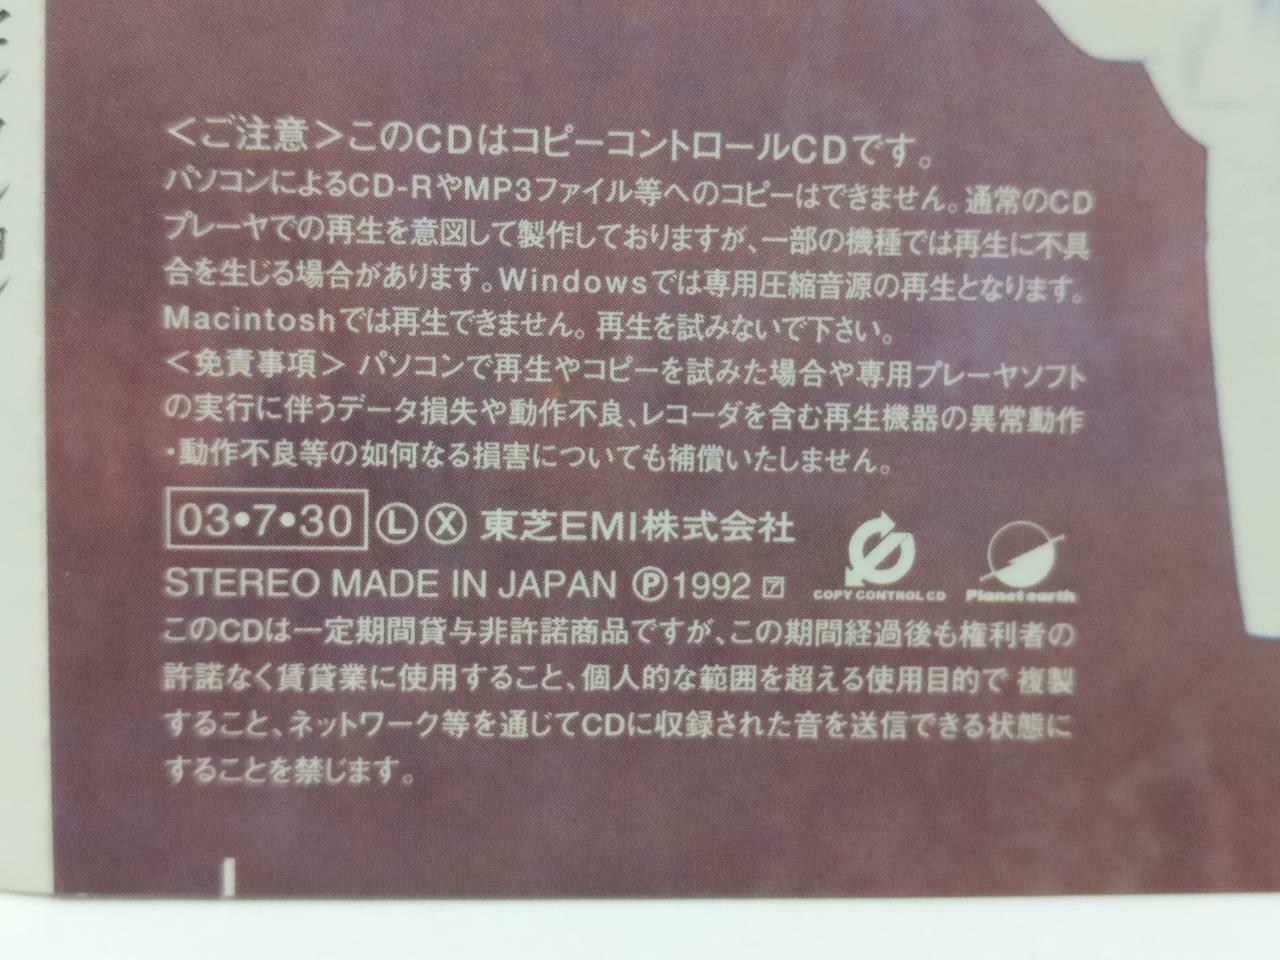 ＜ご注意＞このCDはコピーコントロールCDです。
パソコンによるCD-RやMP3ファイル等へのコピーはできません。通常のCD
プレーヤでの再生を意図して製作しておりますが、一部の機種では再生に不具
合を生じる場合があります。Windowsでは専用圧縮音源の再生となります。
Macintoshでは再生できません。再生を試みないで下さい。
＜免責事項＞ パソコンで再生やコピーを試みた場合や専用プレーヤソフト
の実行に伴うデータ損失や動作不良、レコーダを含む再生機器の異常動作
・動作不良等の如何なる損害についても補償いたしません。
03•7•30 Ⓛ Ⓧ 東芝EMI株式会社
STEREO MADE IN JAPAN Ⓟ1992 ア
COPY CONTROL CD Planet earth
このCDは一定期間貸与非許諾商品ですが、この期間経過後も権利者の
許諾なく賃貸業に使用すること、個人的な範囲を超える使用目的で 複製
すること、ネットワーク等を通じてCDに収録された音を送信できる状態に
することを禁じます。